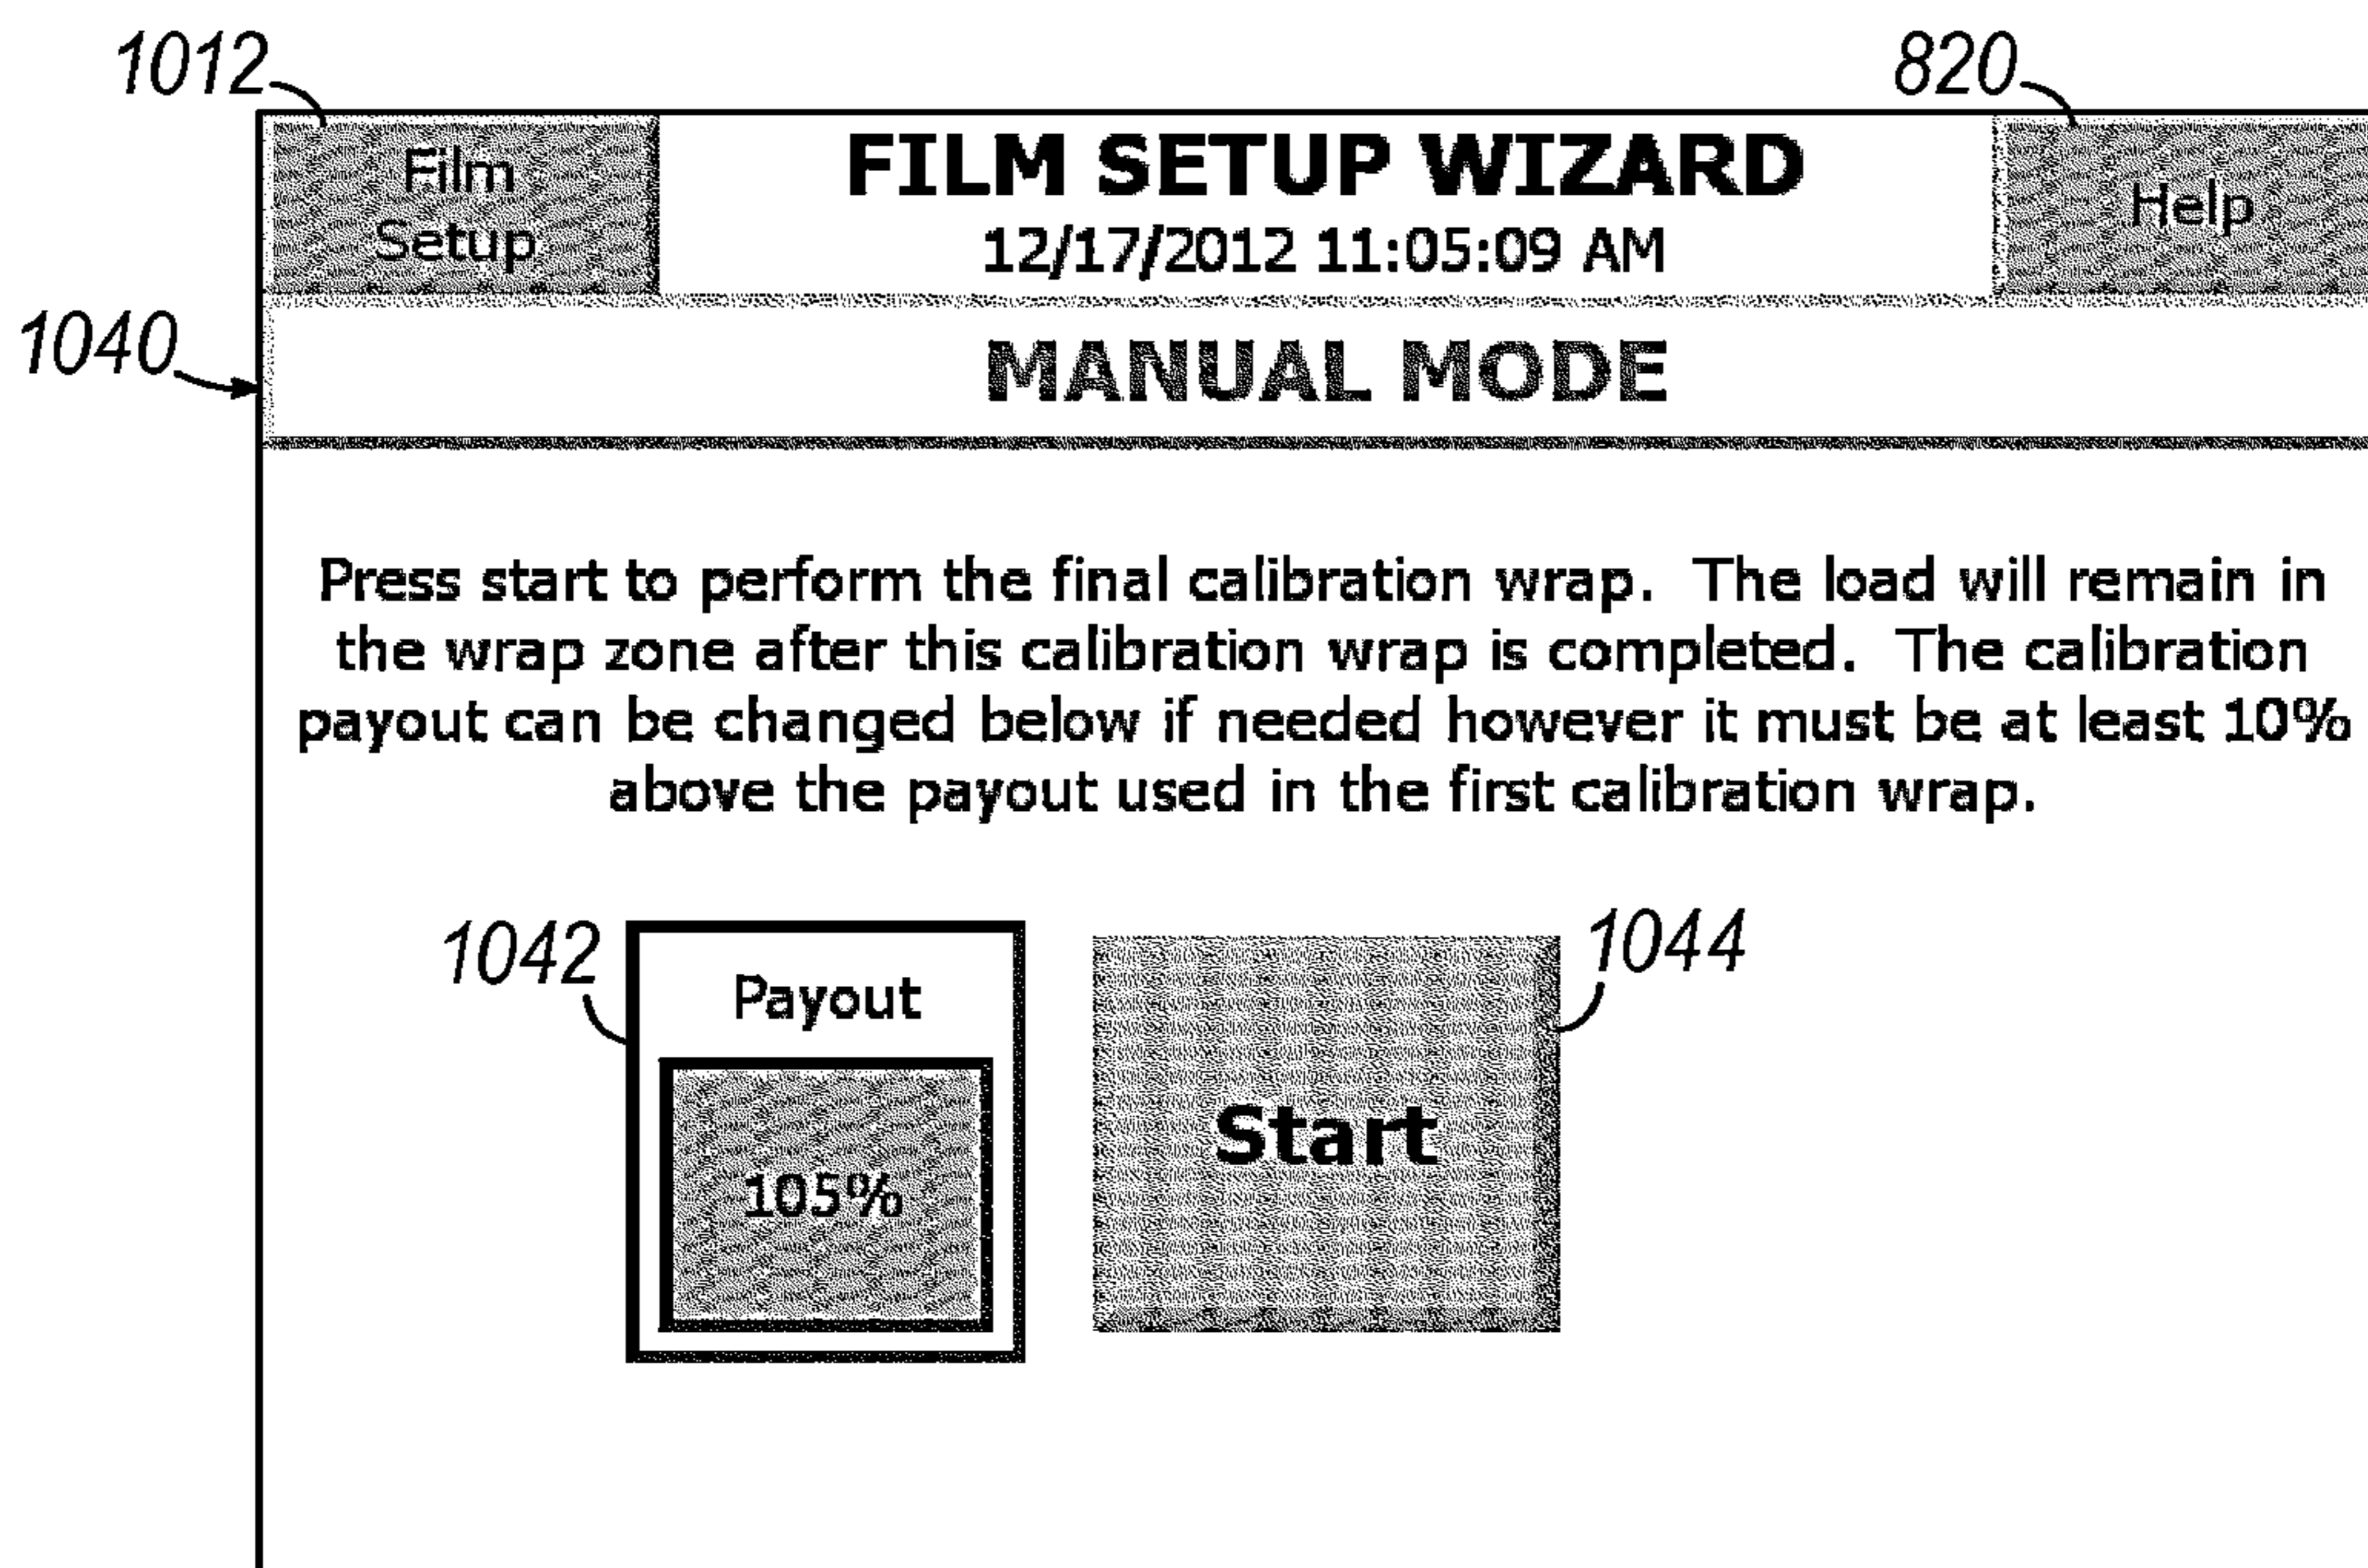 1012
820
Film
Setup
FILM SETUP WIZARD
12/17/2012 11:05:09 AM
Help
1040
MANUAL MODE
Press start to perform the final calibration wrap. The load will remain in
the wrap zone after this calibration wrap is completed. The calibration
payout can be changed below if needed however it must be at least 10%
above the payout used in the first calibration wrap.
1042
Payout
105%
Start
1044